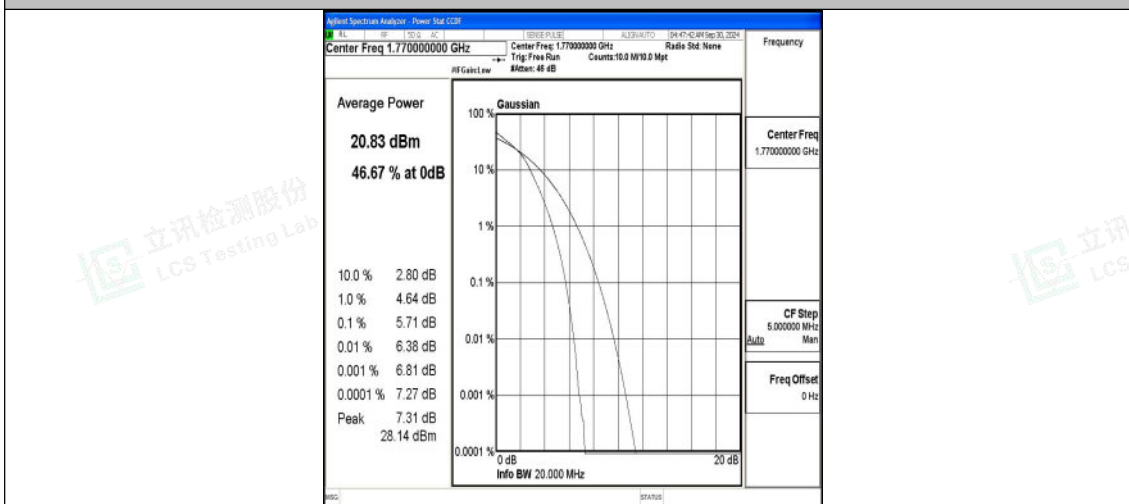 Agilent Spectrum Analyzer - Power Stat CCDF
RL RF 50 Ω AC SENSE:PULSE ALIGNAUTO 04:47:42 AM Sep 30, 2024
Center Freq 1.770000000 GHz
Center Freq: 1.770000000 GHz Radio Std: None
Trig: Free Run Counts:10.0 M/10.0 Mpt
#IFGain:Low #Atten: 46 dB
Frequency
Average Power
20.83 dBm
46.67 % at 0dB
10.0 % 2.80 dB
1.0 % 4.64 dB
0.1 % 5.71 dB
0.01 % 6.38 dB
0.001 % 6.81 dB
0.0001 % 7.27 dB
Peak 7.31 dB
28.14 dBm
Gaussian
100 %
10 %
1 %
0.1 %
0.01 %
0.001 %
0.0001 %
0 dB 20 dB
Info BW 20.000 MHz
Center Freq
1.770000000 GHz
CF Step
5.000000 MHz
Auto Man
Freq Offset
0 Hz
MSG STATUS
立讯检测股份
LCS Testing Lab
立讯
LCS